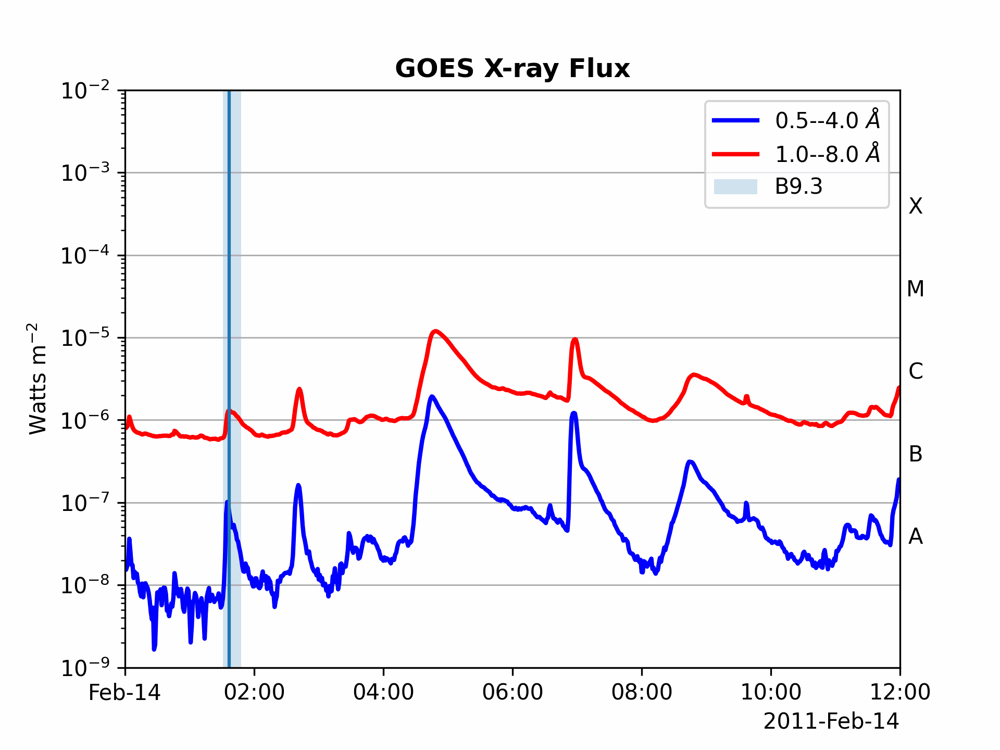 GOES X-ray Flux
10⁻²
10⁻³
10⁻⁴
10⁻⁵
10⁻⁶
10⁻⁷
10⁻⁸
10⁻⁹
Watts m⁻²
0.5--4.0 Å
1.0--8.0 Å
B9.3
X
M
C
B
A
Feb-14 02:00 04:00 06:00 08:00 10:00 12:00
2011-Feb-14